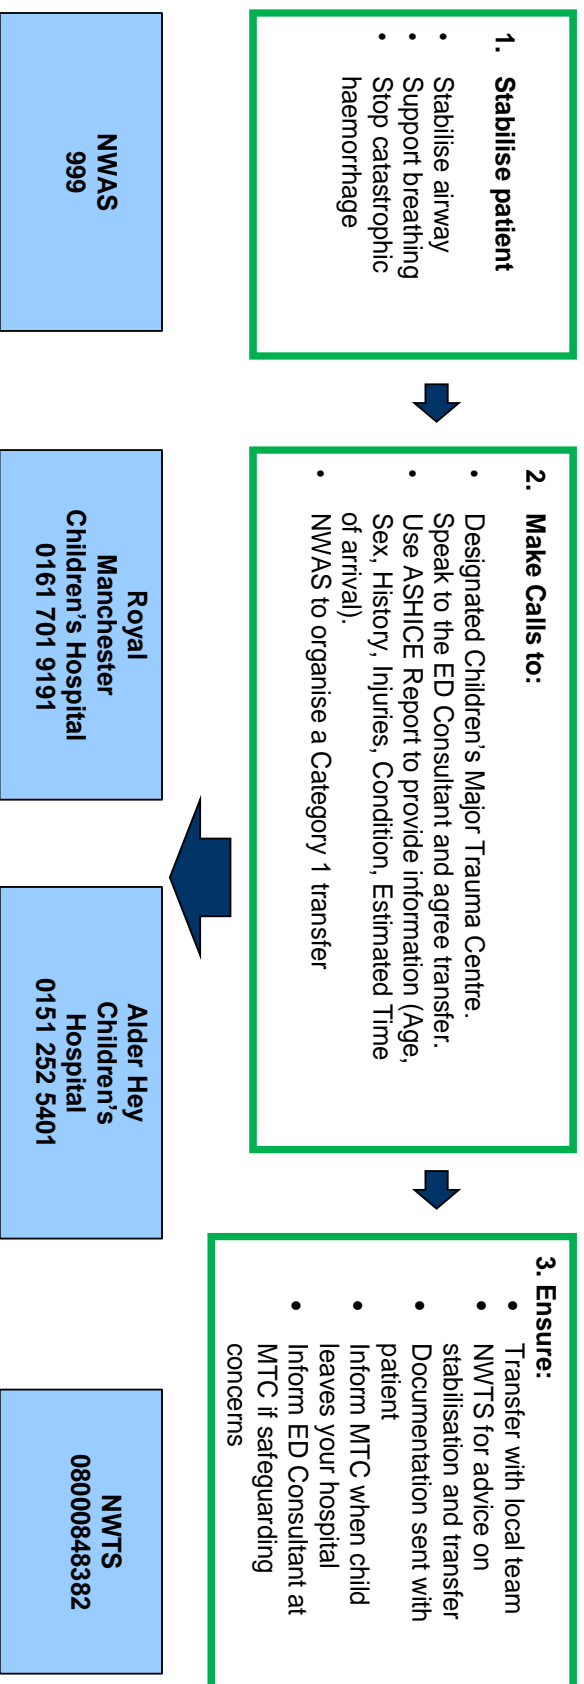 1. Stabilise patient
• Stabilise airway
• Support breathing
• Stop catastrophic
haemorrhage
2. Make Calls to:
• Designated Children's Major Trauma Centre.
Speak to the ED Consultant and agree transfer.
• Use ASHICE Report to provide information (Age,
Sex, History, Injuries, Condition, Estimated Time
of arrival).
• NWAS to organise a Category 1 transfer
3. Ensure:
• Transfer with local team
• NWTS for advice on
stabilisation and transfer
• Documentation sent with
patient
• Inform MTC when child
leaves your hospital
• Inform ED Consultant at
MTC if safeguarding
concerns
NWAS
999
Royal
Manchester
Children's Hospital
0161 701 9191
Alder Hey
Children's
Hospital
0151 252 5401
NWTS
08000848382